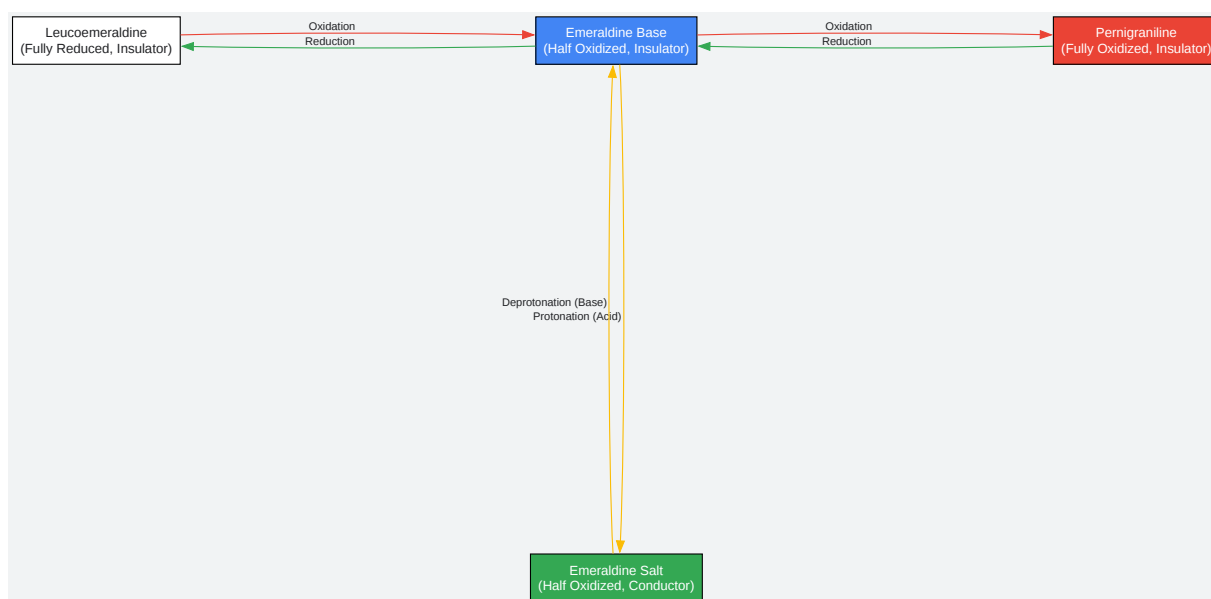 Leucoemeraldine
(Fully Reduced, Insulator)
Oxidation
Reduction
Emeraldine Base
(Half Oxidized, Insulator)
Oxidation
Reduction
Pernigraniline
(Fully Oxidized, Insulator)
Deprotonation (Base)
Protonation (Acid)
Emeraldine Salt
(Half Oxidized, Conductor)